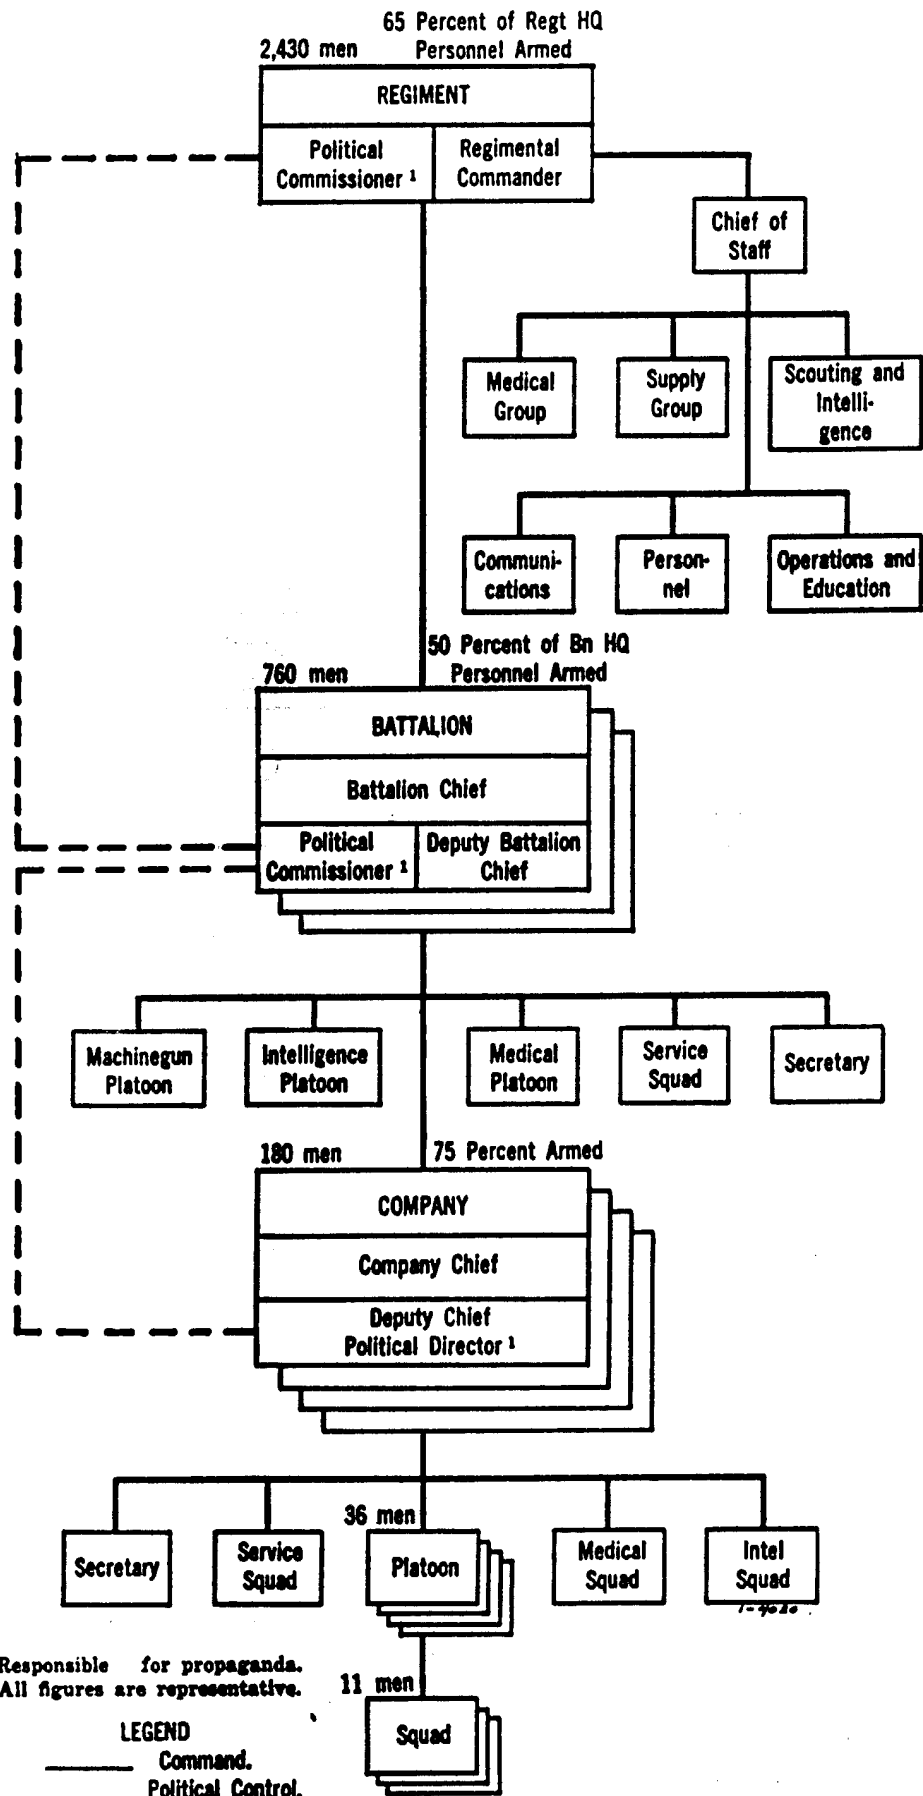 65 Percent of Regt HQ
2,430 men
Personnel Armed
REGIMENT
Political
Commissioner 1
Regimental
Commander
Chief of
Staff
Medical
Group
Supply
Group
Scouting and
Intelli-
gence
Communi-
cations
Person-
nel
Operations and
Education
50 Percent of Bn HQ
760 men
Personnel Armed
BATTALION
Battalion Chief
Political
Commissioner 1
Deputy Battalion
Chief
Machinegun
Platoon
Intelligence
Platoon
Medical
Platoon
Service
Squad
Secretary
180 men
75 Percent Armed
COMPANY
Company Chief
Deputy Chief
Political Director 1
36 men
Secretary
Service
Squad
Platoon
Medical
Squad
Intel
Squad
Responsible for propaganda.
All figures are representative.
11 men
Squad
LEGEND
Command.
Political Control.